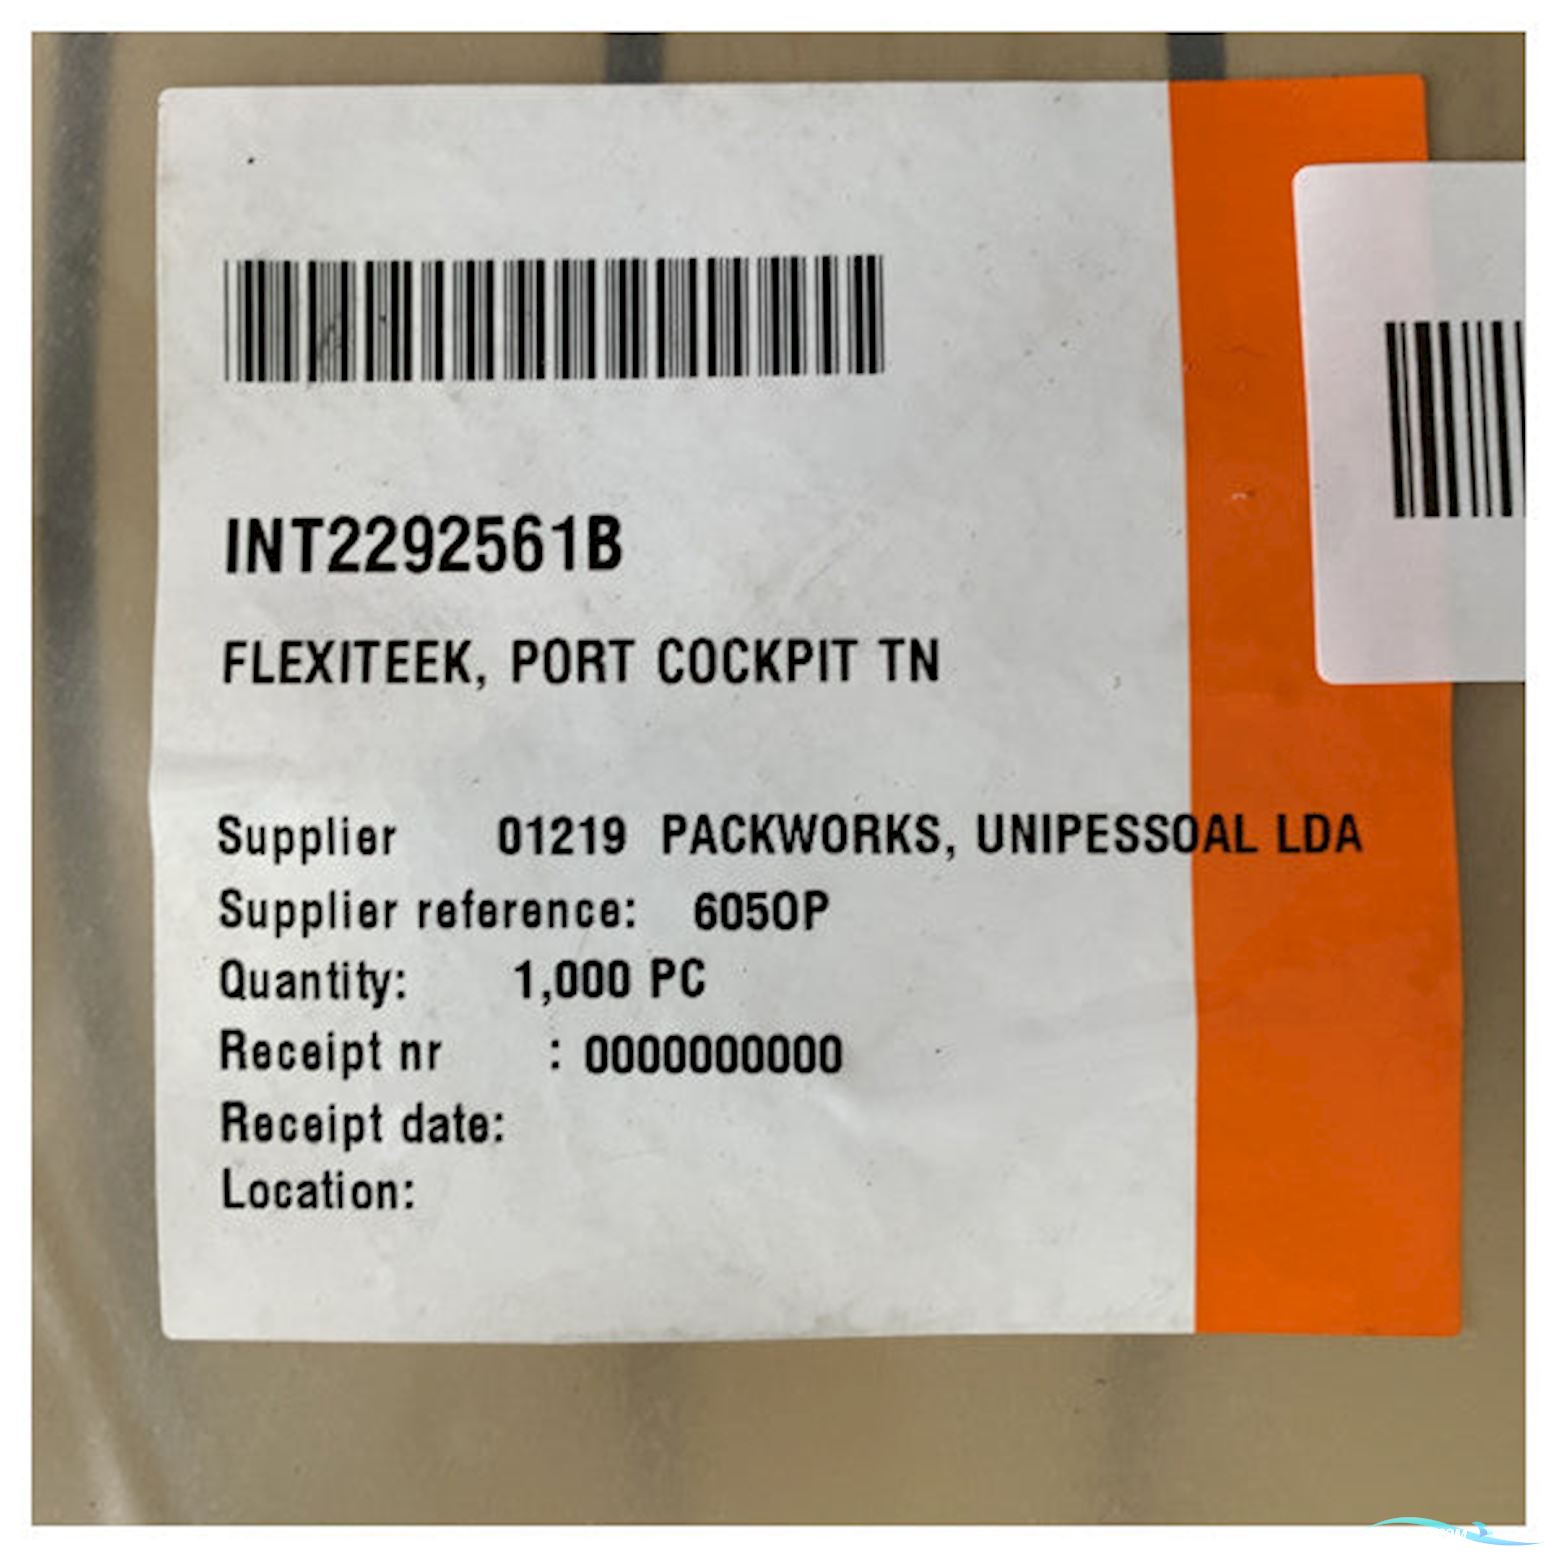 INT2292561B
FLEXITEEK, PORT COCKPIT TN
Supplier 01219 PACKWORKS, UNIPESSOAL LDA
Supplier reference: 6050P
Quantity: 1,000 PC
Receipt nr : 0000000000
Receipt date:
Location: